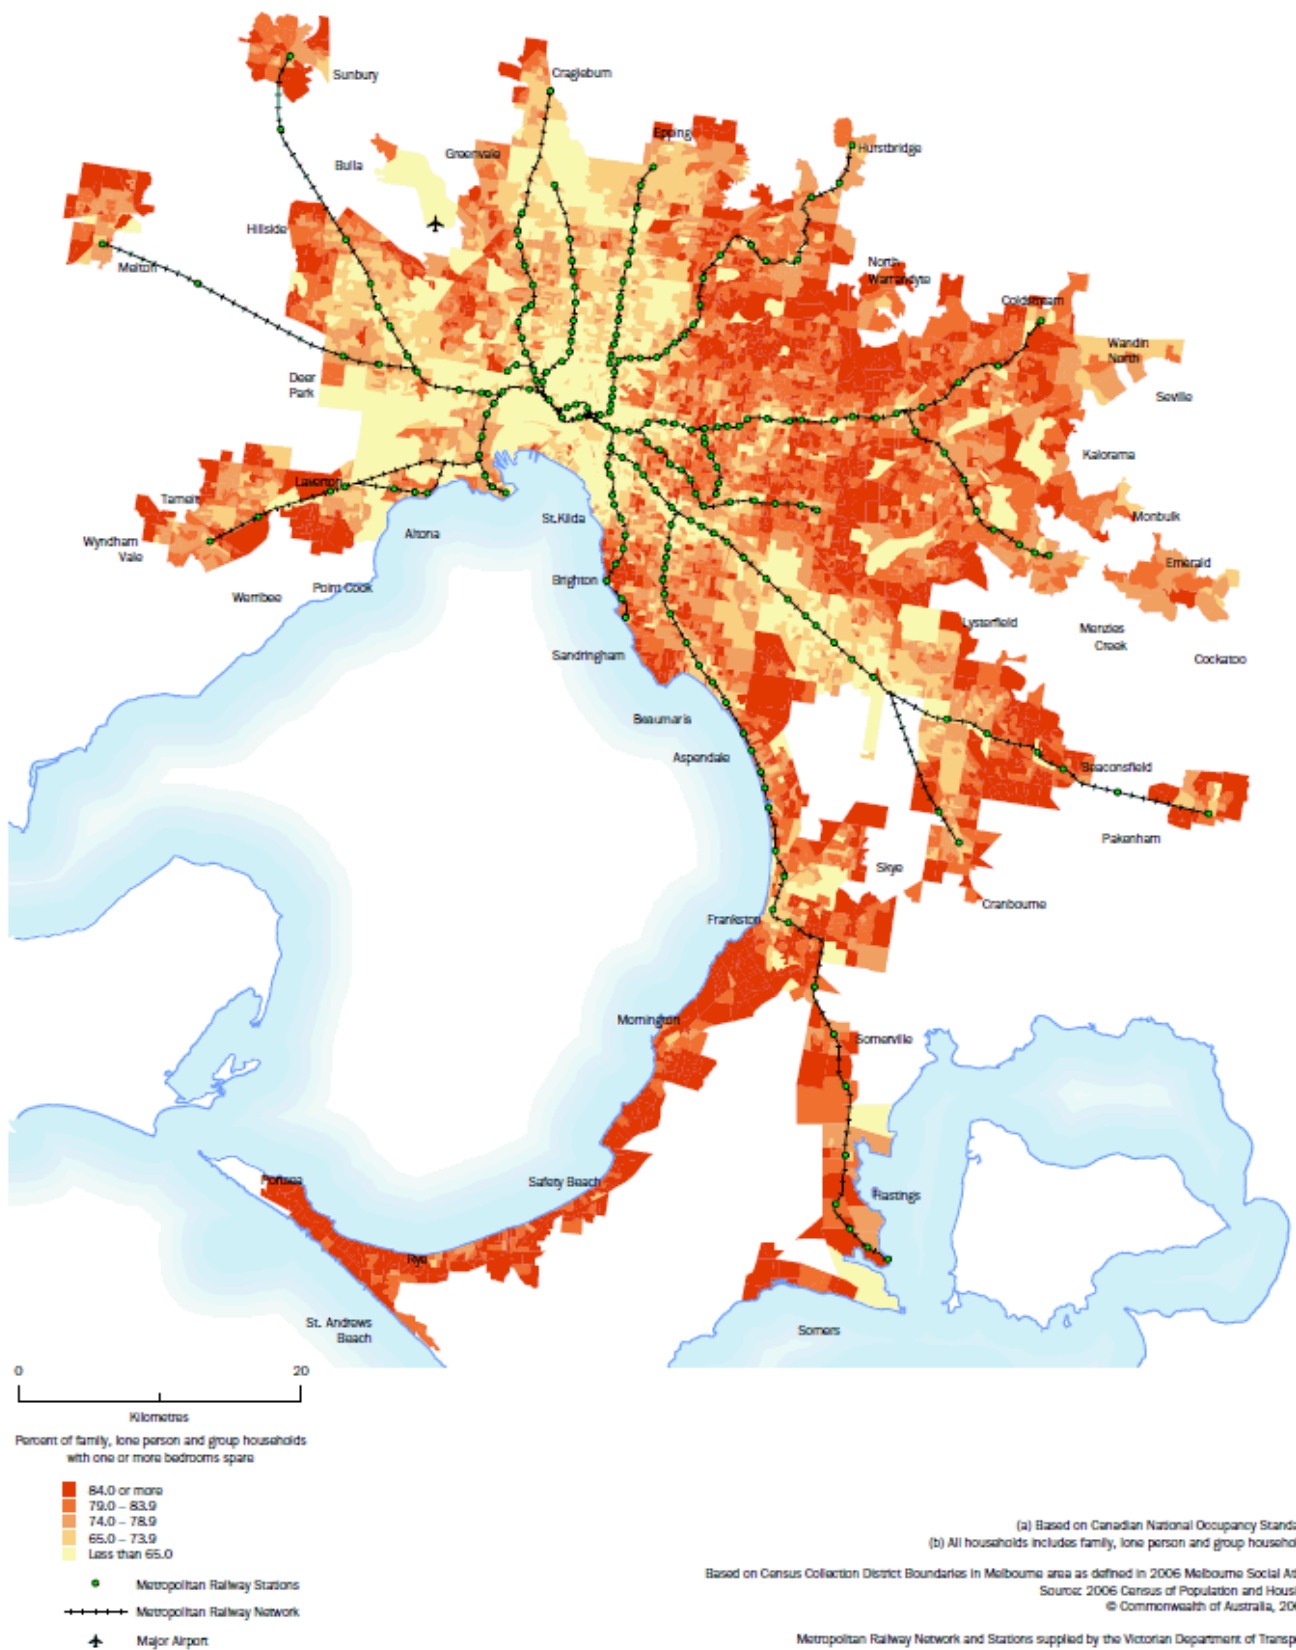 Sunbury
Craigieburn
Epping
Hurstbridge
Greenvale
Bulla
Hillside
North
Warrandyte
Melton
Coldstream
Wandin
North
Deer
Park
Seville
Kalorama
Laverton
Tarneit
Monbulk
St.Kilda
Altona
Wyndham
Vale
Emerald
Brighton
Point Cook
Werribee
Lysterfield
Menzies
Creek
Sandringham
Cockatoo
Beaumaris
Aspendale
Beaconsfield
Pakenham
Skye
Cranbourne
Frankston
Mornington
Somerville
Portsea
Safety Beach
Hastings
Rye
St. Andrews
Beach
Somers
0 20
Kilometres
Percent of family, lone person and group households
with one or more bedrooms spare
84.0 or more
79.0 – 83.9
74.0 – 78.9
65.0 – 73.9
Less than 65.0
Metropolitan Railway Stations
Metropolitan Railway Network
Major Airport
(a) Based on Canadian National Occupancy Standa
(b) All households includes family, lone person and group househol
Based on Census Collection District Boundaries in Melbourne area as defined in 2006 Melbourne Social At
Source: 2006 Census of Population and Housi
© Commonwealth of Australia, 20
Metropolitan Railway Network and Stations supplied by the Victorian Department of Transp